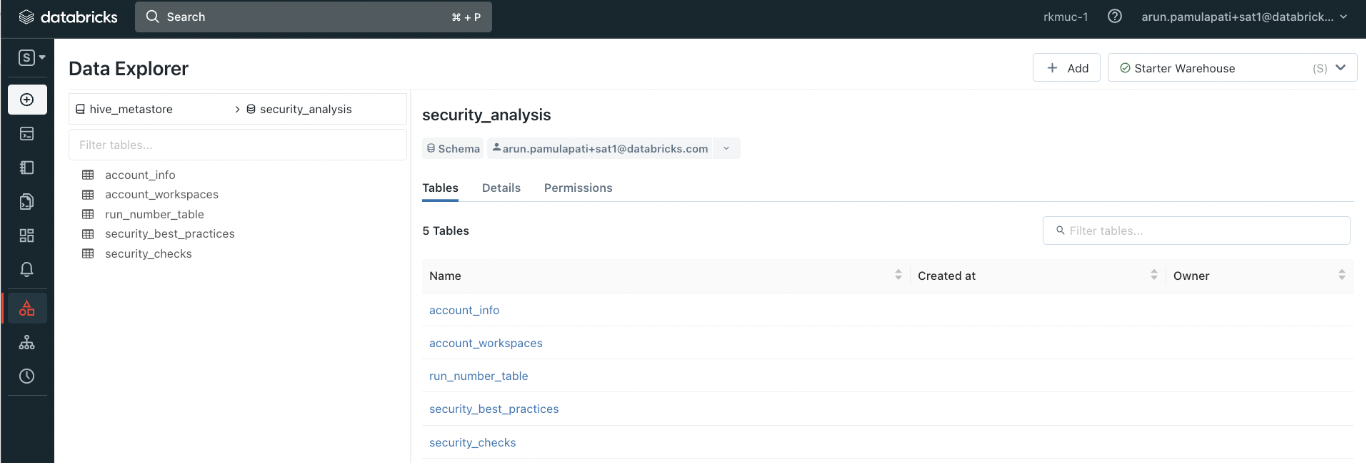 databricks
Search
⌘ + P
rkmuc-1
arun.pamulapati+sat1@databrick...
S
Data Explorer
+ Add
Starter Warehouse
(S)
hive_metastore > security_analysis
Filter tables...
account_info
account_workspaces
run_number_table
security_best_practices
security_checks
security_analysis
Schema
arun.pamulapati+sat1@databricks.com
Tables
Details
Permissions
5 Tables
Filter tables...
Name
Created at
Owner
account_info
account_workspaces
run_number_table
security_best_practices
security_checks